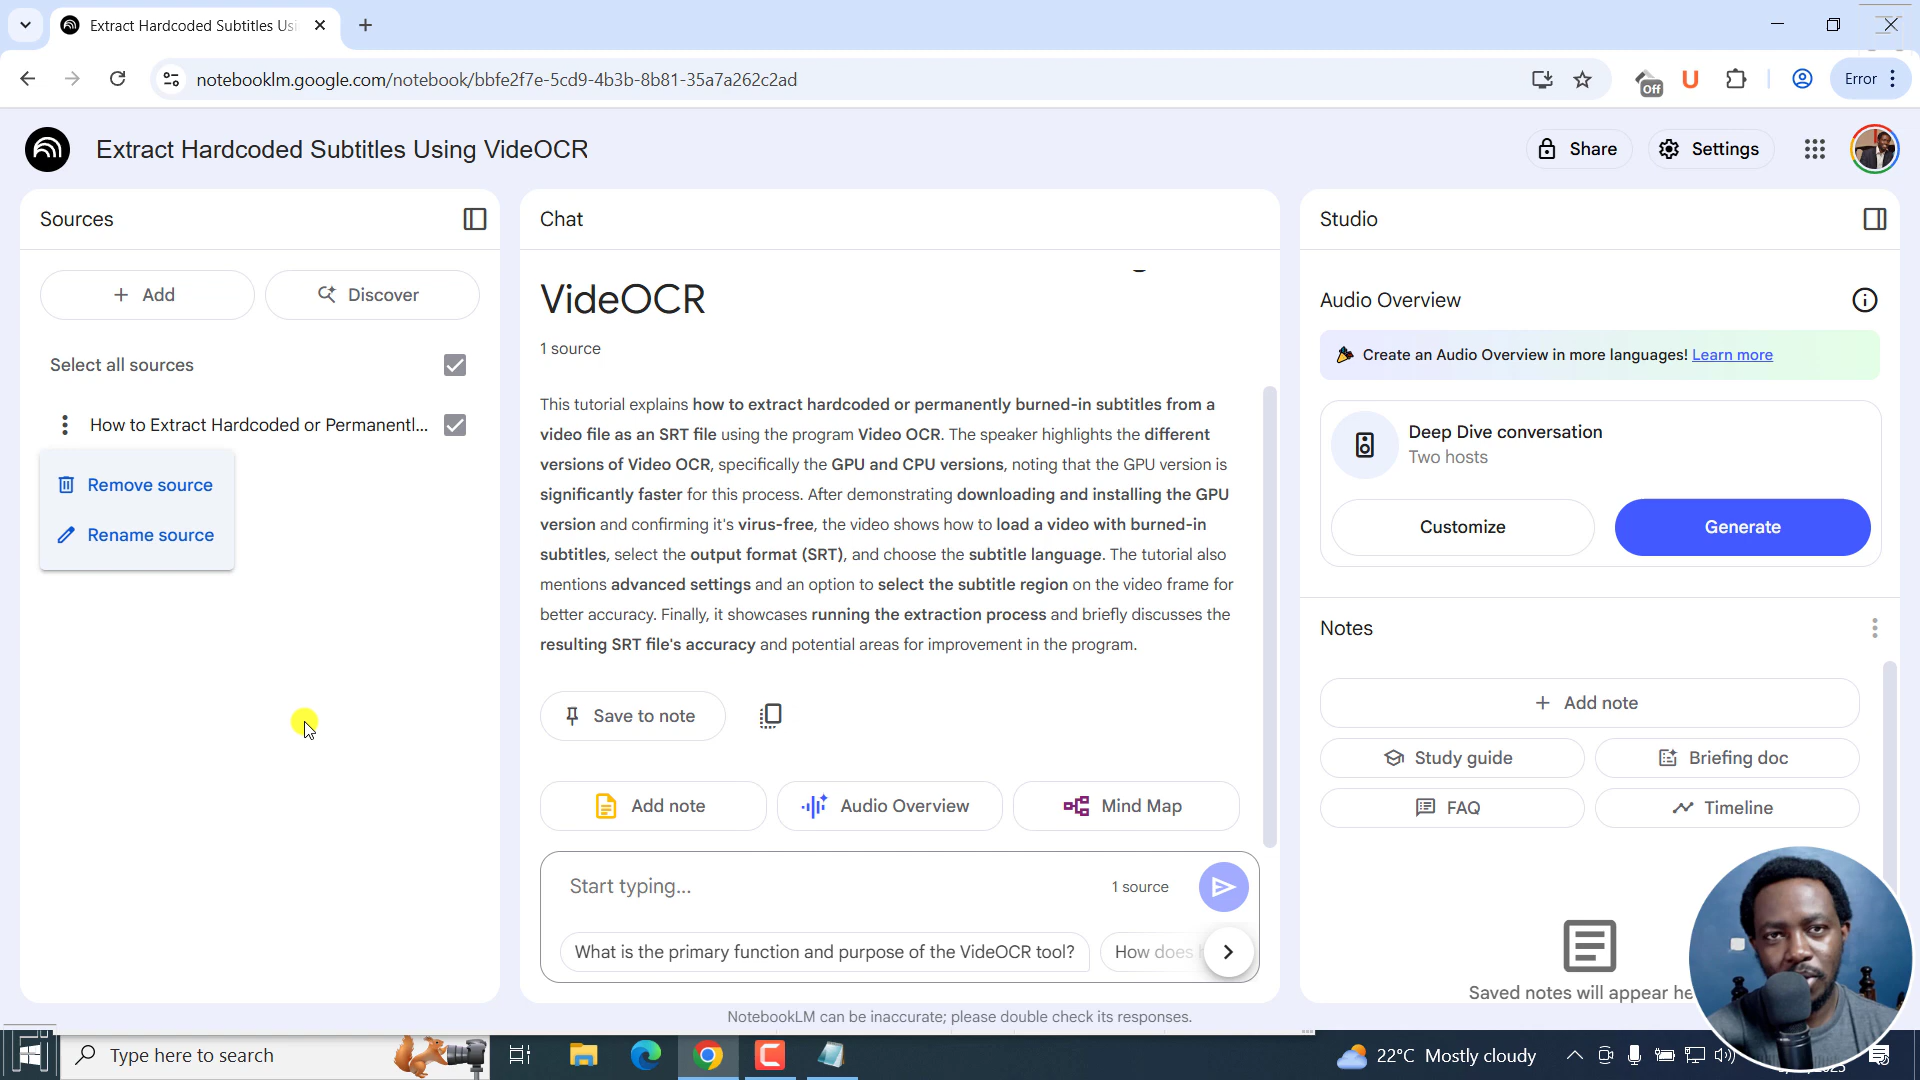 Extract Hardcoded Subtitles Usi
notebooklm.google.com/notebook/bbfe2f7e-5cd9-4b3b-8b81-35a7a262c2ad
Off
U
Error
Extract Hardcoded Subtitles Using VideOCR
Share
Settings
Sources
Add
Discover
Select all sources
How to Extract Hardcoded or Permanentl...
Remove source
Rename source
Chat
VideOCR
1 source
This tutorial explains how to extract hardcoded or permanently burned-in subtitles from a
video file as an SRT file using the program Video OCR. The speaker highlights the different
versions of Video OCR, specifically the GPU and CPU versions, noting that the GPU version is
significantly faster for this process. After demonstrating downloading and installing the GPU
version and confirming it's virus-free, the video shows how to load a video with burned-in
subtitles, select the output format (SRT), and choose the subtitle language. The tutorial also
mentions advanced settings and an option to select the subtitle region on the video frame for
better accuracy. Finally, it showcases running the extraction process and briefly discusses the
resulting SRT file's accuracy and potential areas for improvement in the program.
Save to note
Add note
Audio Overview
Mind Map
Start typing...
1 source
What is the primary function and purpose of the VideOCR tool?
How does
NotebookLM can be inaccurate; please double check its responses.
Studio
Audio Overview
Create an Audio Overview in more languages! Learn more
Deep Dive conversation
Two hosts
Customize
Generate
Notes
Add note
Study guide
Briefing doc
FAQ
Timeline
Saved notes will appear he
Type here to search
22°C Mostly cloudy